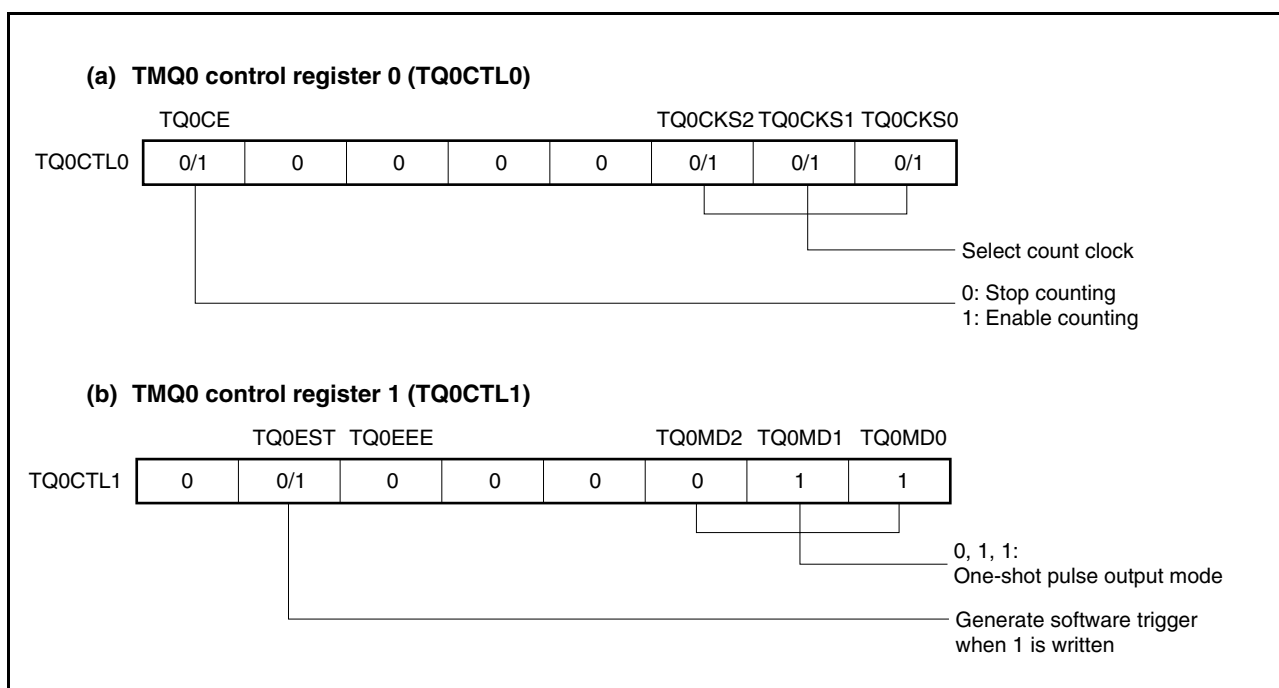 (a) TMQ0 control register 0 (TQ0CTL0)
TQ0CE TQ0CKS2 TQ0CKS1 TQ0CKS0
TQ0CTL0 0/1 0 0 0 0 0/1 0/1 0/1
Select count clock
0: Stop counting
1: Enable counting
(b) TMQ0 control register 1 (TQ0CTL1)
TQ0EST TQ0EEE TQ0MD2 TQ0MD1 TQ0MD0
TQ0CTL1 0 0/1 0 0 0 0 1 1
0, 1, 1:
One-shot pulse output mode
Generate software trigger
when 1 is written